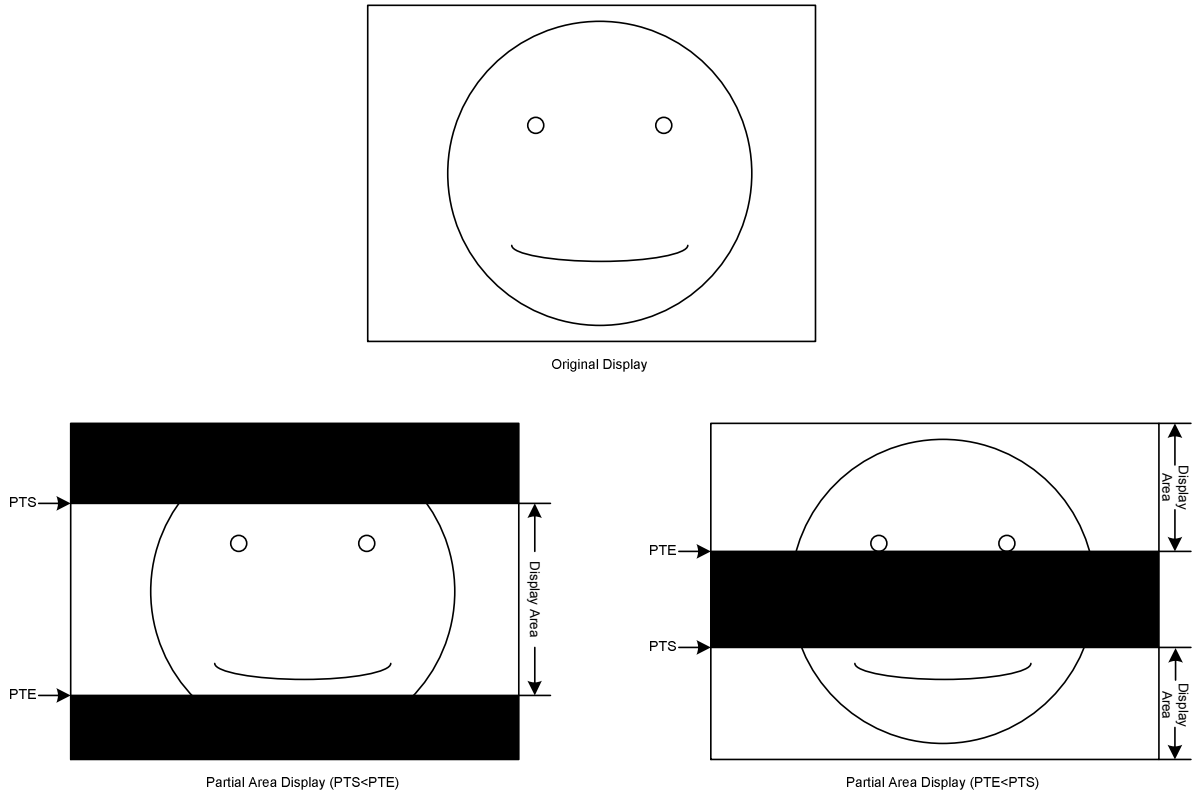 Original Display
PTS
PTE
Display Area
Partial Area Display (PTS<PTE)
PTE
PTS
Display
Area
Display
Area
Partial Area Display (PTE<PTS)